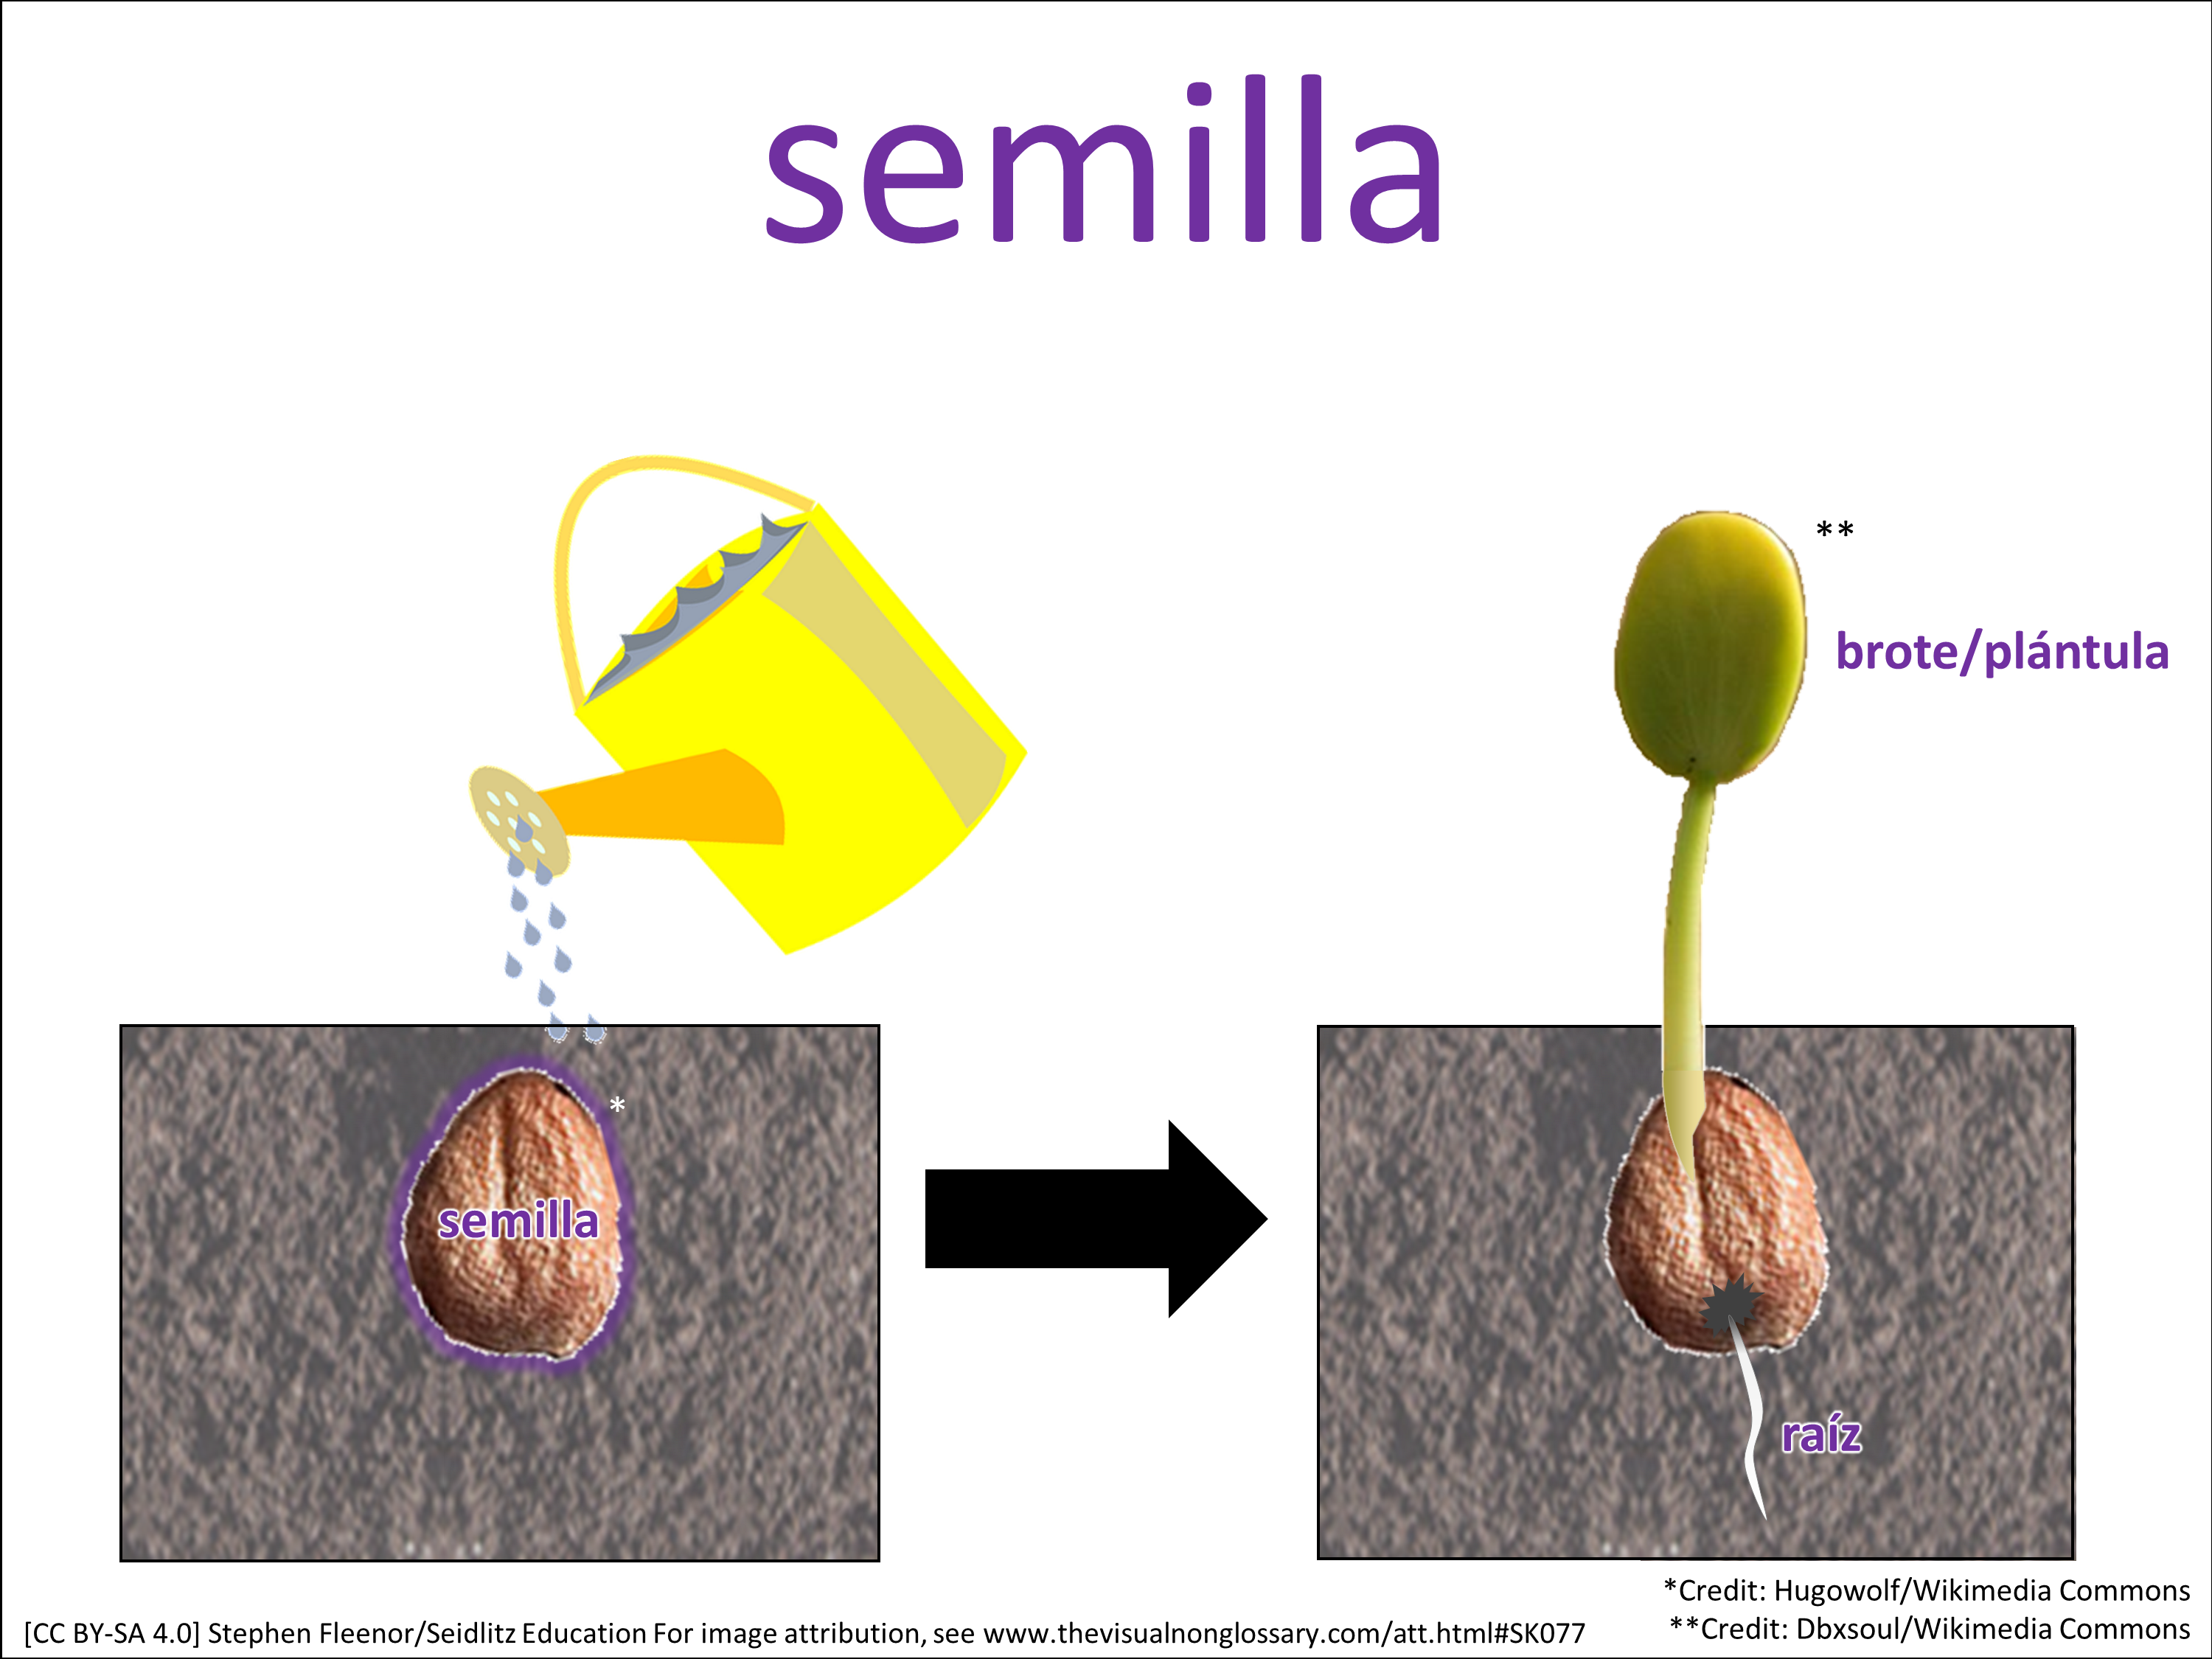 semilla
**
brote/plántula
*
semilla
raíz
*Credit: Hugowolf/Wikimedia Commons
**Credit: Dbxsoul/Wikimedia Commons
[CC BY-SA 4.0] Stephen Fleenor/Seidlitz Education For image attribution, see www.thevisualnonglossary.com/att.html#SK077